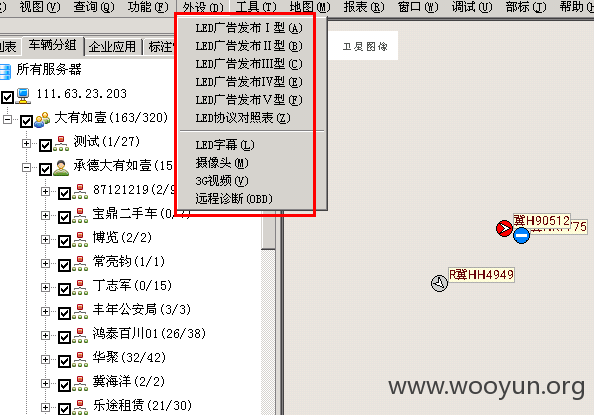 视图(V) 查询(Q) 功能(F) 外设(D) 工具(T) 地图(M) 报表(R) 窗口(W) 调试(U) 部标(J) 帮助(H
列表 车辆分组 企业应用 标注
所有服务器
111.63.23.203
大有如壹(163/320)
测试(1/27)
承德大有如壹(15
87121219(2/9
宝鼎二手车(0/
博览(2/2)
常亮钧(1/1)
丁志军(0/15)
丰年公安局(3/3)
鸿泰百川01(26/38)
华聚(32/42)
冀海洋(2/2)
乐途租赁(21/30)
LED广告发布Ⅰ型(A)
LED广告发布II型(B)
LED广告发布III型(C)
LED广告发布IV型(E)
LED广告发布Ⅴ型(F)
LED协议对照表(Z)
LED字幕(L)
摄像头(M)
3G视频(V)
远程诊断(OBD)
卫星图像
冀H90512
775
R冀HH4949
www.wooyun.org